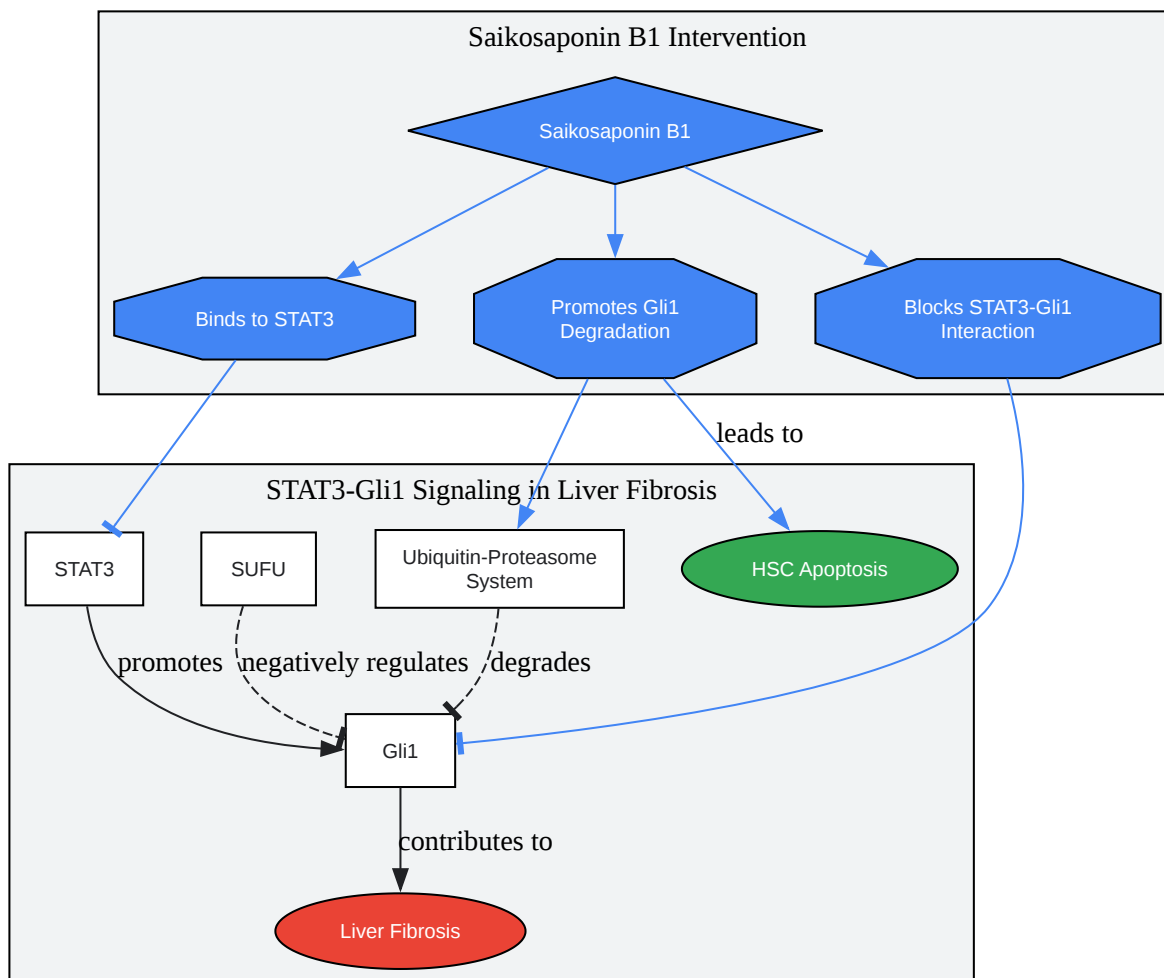 Saikosaponin B1 Intervention
Saikosaponin B1
Binds to STAT3
Promotes Gli1
Degradation
Blocks STAT3-Gli1
Interaction
leads to
STAT3-Gli1 Signaling in Liver Fibrosis
STAT3
SUFU
Ubiquitin-Proteasome
System
HSC Apoptosis
promotes
negatively regulates
degrades
Gli1
contributes to
Liver Fibrosis